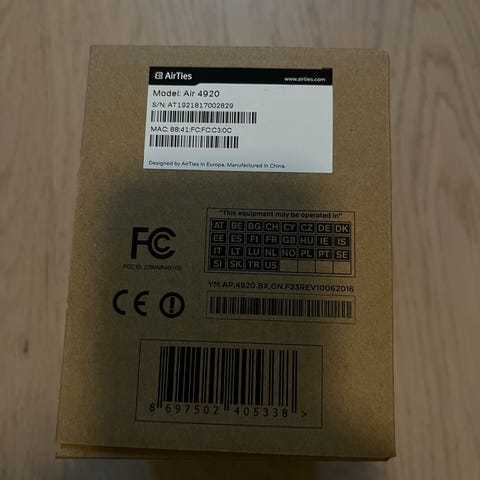 AirTies
www.airties.com
Model: Air 4920
S/N: AT1921817002829
MAC: 88:41:FC:FC:C3:0C
Designed by AirTies in Europe. Manufactured in China.
"This equipment may be operated in"
AT BE BG CH CY CZ DE DK
EE ES FI FR GB HU IE IS
IT LT LU NL NO PL PT SE
SI SK TR US
FC
FCC ID:
CE
YM.AP.4920.BX.GN.F23REV10062016
8 697502 405338 >